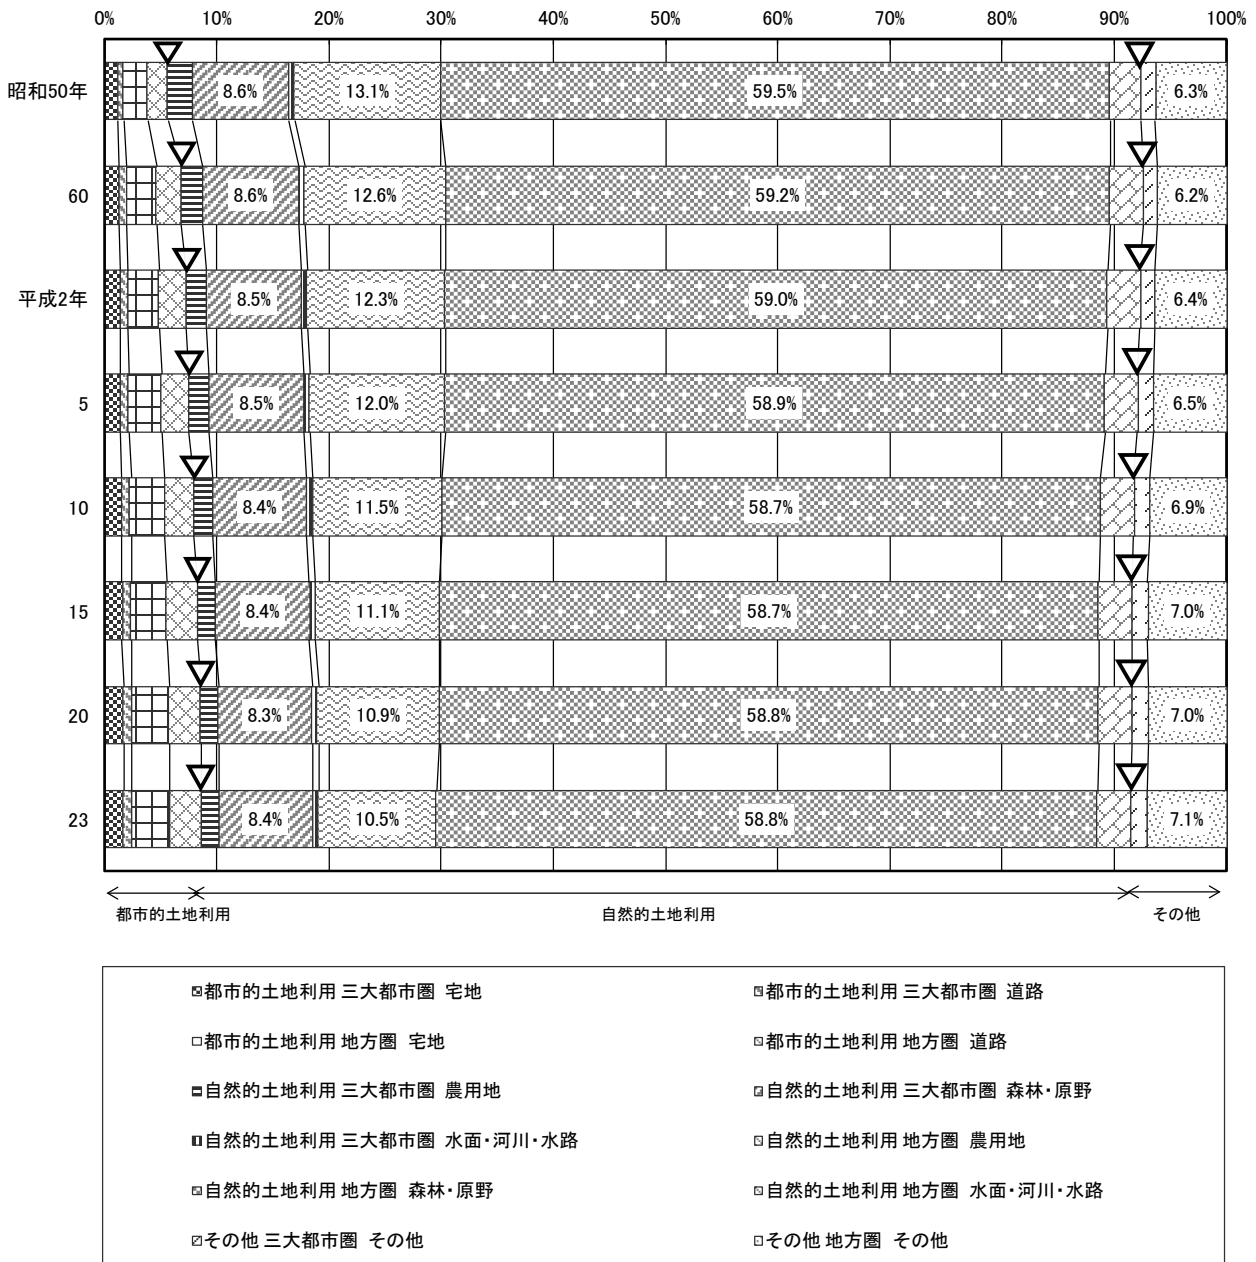 0% 10% 20% 30% 40% 50% 60% 70% 80% 90% 100%
昭和50年 8.6% 13.1% 59.5% 6.3%
60 8.6% 12.6% 59.2% 6.2%
平成2年 8.5% 12.3% 59.0% 6.4%
5 8.5% 12.0% 58.9% 6.5%
10 8.4% 11.5% 58.7% 6.9%
15 8.4% 11.1% 58.7% 7.0%
20 8.3% 10.9% 58.8% 7.0%
23 8.4% 10.5% 58.8% 7.1%
都市的土地利用 自然的土地利用 その他
都市的土地利用 三大都市圏 宅地 都市的土地利用 三大都市圏 道路
都市的土地利用 地方圏 宅地 都市的土地利用 地方圏 道路
自然的土地利用 三大都市圏 農用地 自然的土地利用 三大都市圏 森林・原野
自然的土地利用 三大都市圏 水面・河川・水路 自然的土地利用 地方圏 農用地
自然的土地利用 地方圏 森林・原野 自然的土地利用 地方圏 水面・河川・水路
その他 三大都市圏 その他 その他 地方圏 その他